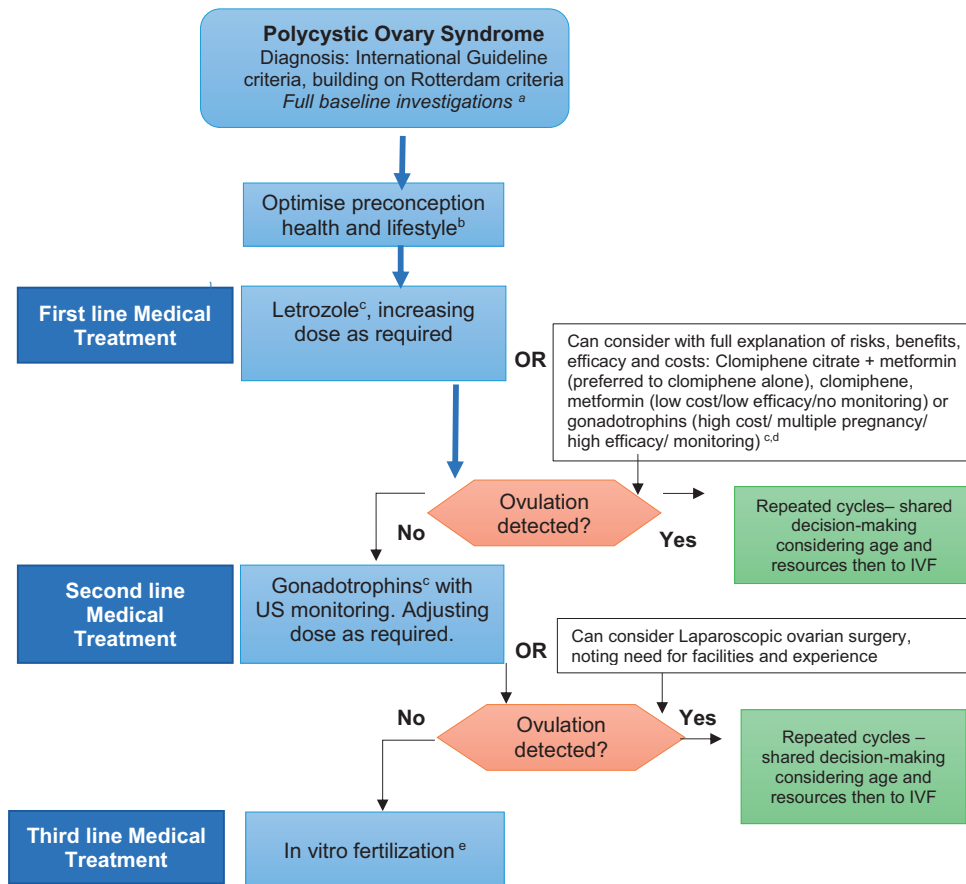 Polycystic Ovary Syndrome
Diagnosis: International Guideline
criteria, building on Rotterdam criteria
Full baseline investigations a
Optimise preconception
health and lifestyle b
First line Medical
Treatment
Letrozole c, increasing
dose as required
OR
Can consider with full explanation of risks, benefits,
efficacy and costs: Clomiphene citrate + metformin
(preferred to clomiphene alone), clomiphene,
metformin (low cost/low efficacy/no monitoring) or
gonadotrophins (high cost/ multiple pregnancy/
high efficacy/ monitoring) c,d
Ovulation
detected?
No
Yes
Repeated cycles– shared
decision-making
considering age and
resources then to IVF
Second line
Medical
Treatment
Gonadotrophins c with
US monitoring. Adjusting
dose as required.
OR
Can consider Laparoscopic ovarian surgery,
noting need for facilities and experience
No
Ovulation
detected?
Yes
Repeated cycles –
shared decision-making
considering age and
resources then to IVF
Third line Medical
Treatment
In vitro fertilization e